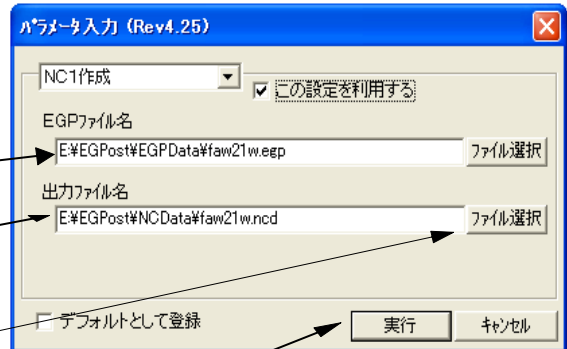 ﾊﾟﾗﾒｰﾀ入力 (Rev4.25)
NC1作成
この設定を利用する
EGPﾌｧｲﾙ名
E:¥EGPost¥EGPData¥faw21w.egp
ﾌｧｲﾙ選択
出力ﾌｧｲﾙ名
E:¥EGPost¥NCData¥faw21w.ncd
ﾌｧｲﾙ選択
デフォルトとして登録
実行
ｷｬﾝｾﾙ